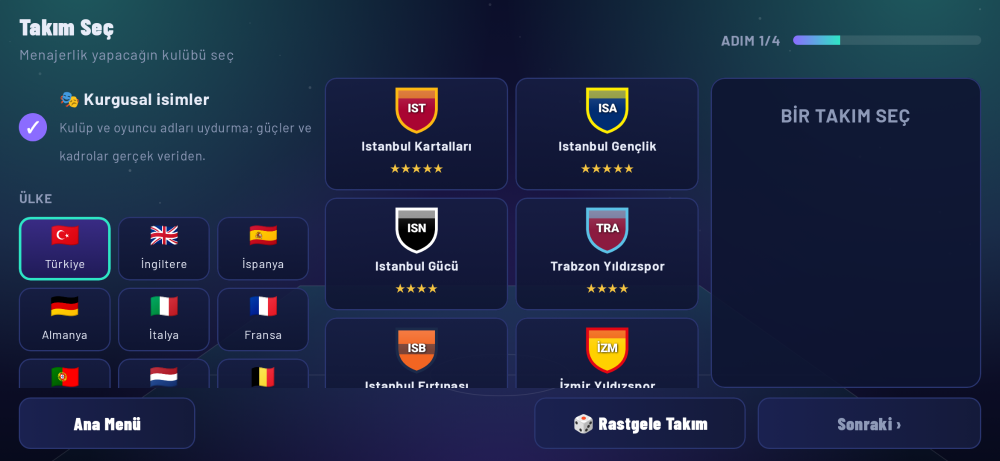 Takım Seç
Menajerlik yapacağın kulübü seç
ADIM 1/4
Kurgusal isimler
Kulüp ve oyuncu adları uydurma; güçler ve
kadrolar gerçek veriden.
ÜLKE
Türkiye
İngiltere
İspanya
Almanya
İtalya
Fransa
IST
Istanbul Kartalları
ISA
Istanbul Gençlik
ISN
Istanbul Gücü
TRA
Trabzon Yıldızspor
ISB
Istanbul Fırtınası
İZM
İzmir Yıldızspor
BİR TAKIM SEÇ
Ana Menü
Rastgele Takım
Sonraki ›